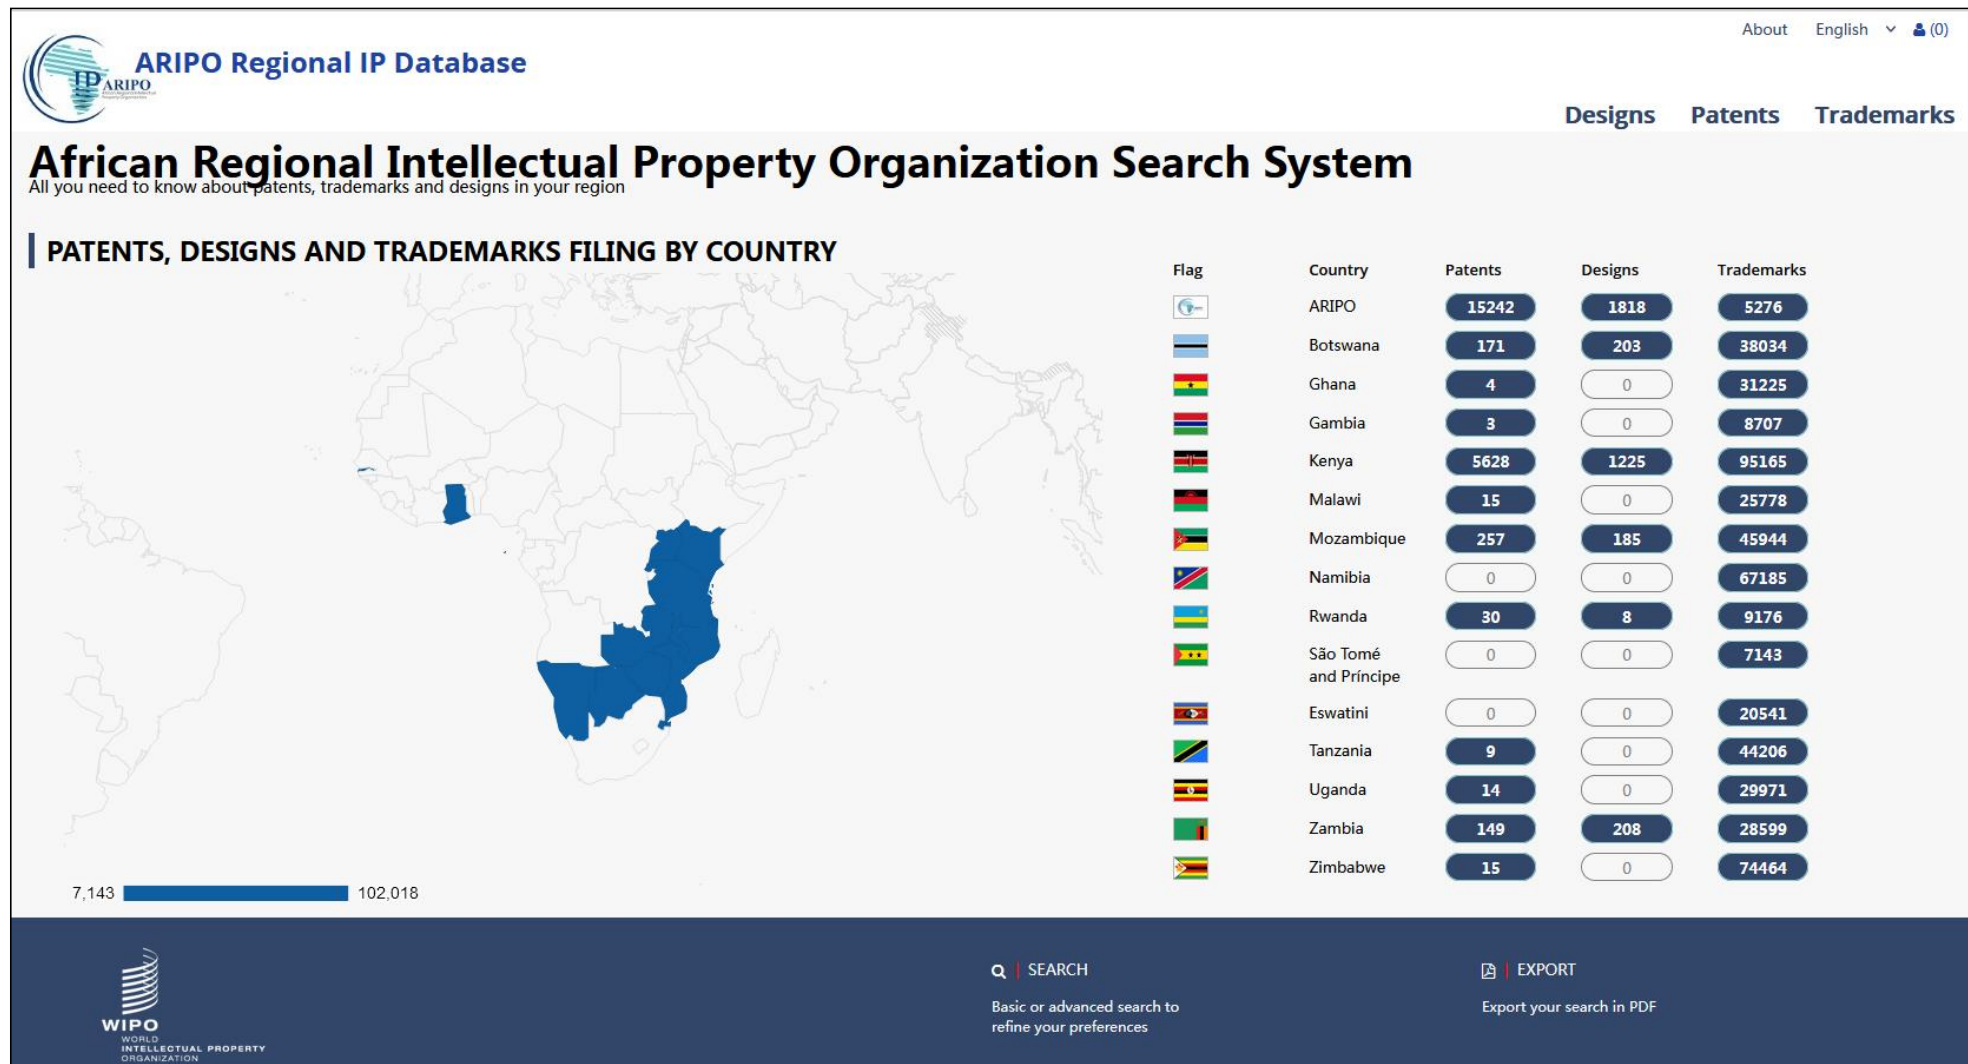 About English (0)
ARIPO Regional IP Database
IP ARIPO
Designs Patents Trademarks
African Regional Intellectual Property Organization Search System
All you need to know about patents, trademarks and designs in your region
PATENTS, DESIGNS AND TRADEMARKS FILING BY COUNTRY
Flag Country Patents Designs Trademarks
ARIPO 15242 1818 5276
Botswana 171 203 38034
Ghana 4 0 31225
Gambia 3 0 8707
Kenya 5628 1225 95165
Malawi 15 0 25778
Mozambique 257 185 45944
Namibia 0 0 67185
Rwanda 30 8 9176
São Tomé 0 0 7143
and Príncipe
Eswatini 0 0 20541
Tanzania 9 0 44206
Uganda 14 0 29971
Zambia 149 208 28599
Zimbabwe 15 0 74464
7,143 102,018
WIPO
WORLD
INTELLECTUAL PROPERTY
ORGANIZATION
SEARCH
Basic or advanced search to
refine your preferences
EXPORT
Export your search in PDF